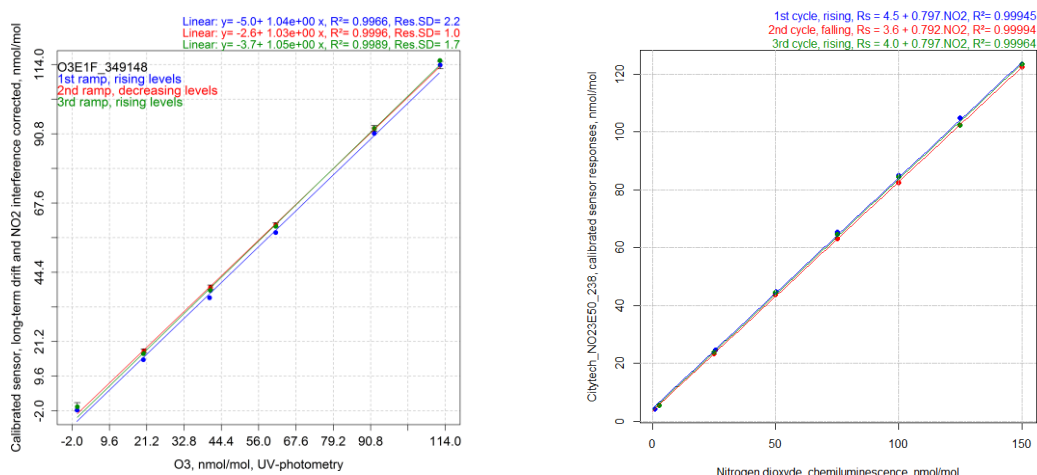 Linear: y= -5.0+ 1.04e+00 x, R²= 0.9966, Res.SD= 2.2
Linear: y= -2.6+ 1.03e+00 x, R²= 0.9996, Res.SD= 1.0
Linear: y= -3.7+ 1.05e+00 x, R²= 0.9989, Res.SD= 1.7
O3E1F_349148
1st ramp, rising levels
2nd ramp, decreasing levels
3rd ramp, rising levels
Calibrated sensor, long-term drift and NO2 interference corrected, nmol/mol
114.0
90.8
67.6
44.4
21.2
9.6
-2.0
-2.0 9.6 21.2 32.8 44.4 56.0 67.6 79.2 90.8 114.0
O3, nmol/mol, UV-photometry
1st cycle, rising, Rs = 4.5 + 0.797.NO2, R²= 0.99945
2nd cycle, falling, Rs = 3.6 + 0.792.NO2, R²= 0.99994
3rd cycle, rising, Rs = 4.0 + 0.797.NO2, R²= 0.99964
Citytech_NO23E50_238, calibrated sensor responses, nmol/mol
120
100
80
60
40
20
0
0 50 100 150
Nitrogen dioxyde, chemiluminescence, nmol/mol